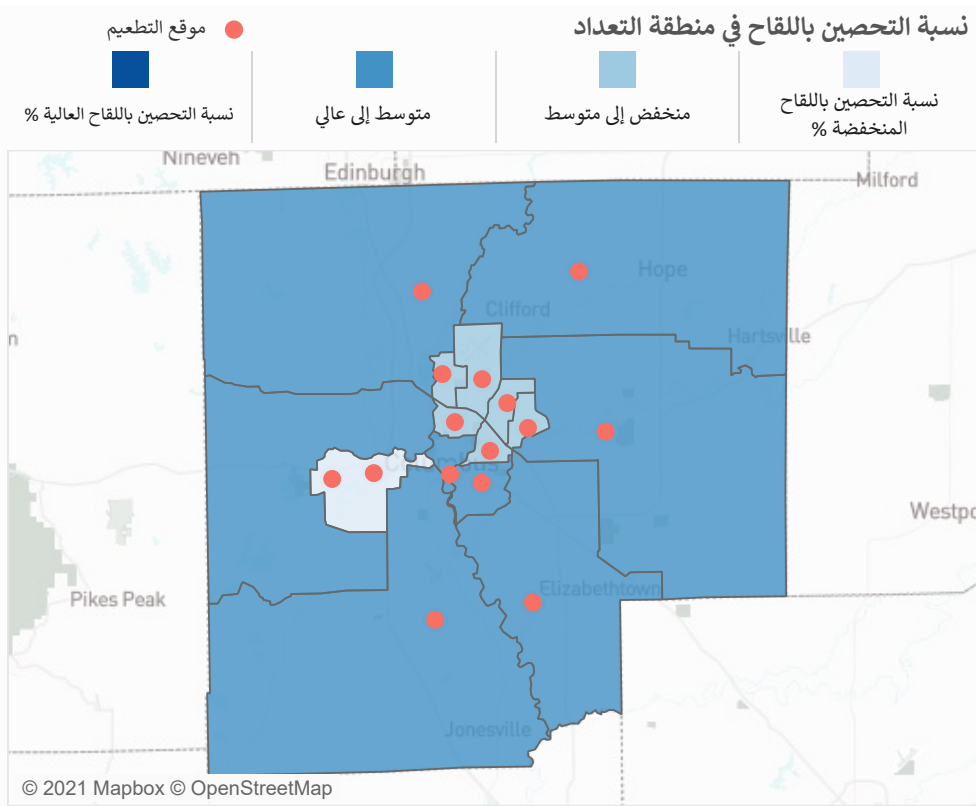 نسبة التحصين باللقاح في منطقة التعداد
موقع التطعيم
نسبة التحصين باللقاح
المنخفضة %
منخفض إلى متوسط
متوسط إلى عالي
نسبة التحصين باللقاح العالية %
Nineveh
Edinburgh
Milford
Hope
Clifford
Hartsville
n
Columbus
Westpo
Pikes Peak
Elizabethtown
Jonesville
© 2021 Mapbox © OpenStreetMap